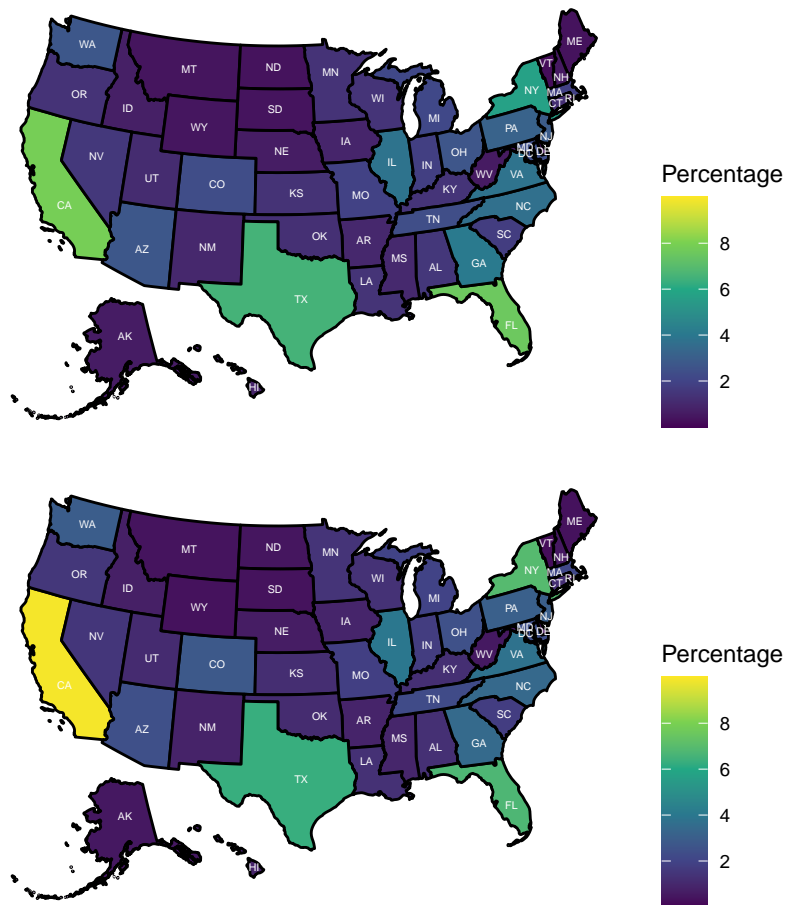 WA
ME
MT
ND
VT
NH
MN
OR
ID
WI
NY
MA
RI
CT
SD
MI
WY
PA
NJ
IA
NE
MD
DE
DC
OH
NV
IL
IN
UT
CO
WV
VA
KS
MO
KY
CA
NC
TN
OK
SC
AZ
NM
AR
MS
AL
GA
LA
TX
FL
AK
HI
Percentage
8
6
4
2
WA
ME
MT
ND
VT
NH
MN
OR
ID
WI
NY
MA
RI
CT
SD
MI
WY
PA
NJ
IA
NE
MD
DE
DC
OH
NV
IL
IN
UT
CO
WV
VA
KS
MO
KY
CA
NC
TN
OK
SC
AZ
NM
AR
MS
AL
GA
LA
TX
FL
AK
HI
Percentage
8
6
4
2